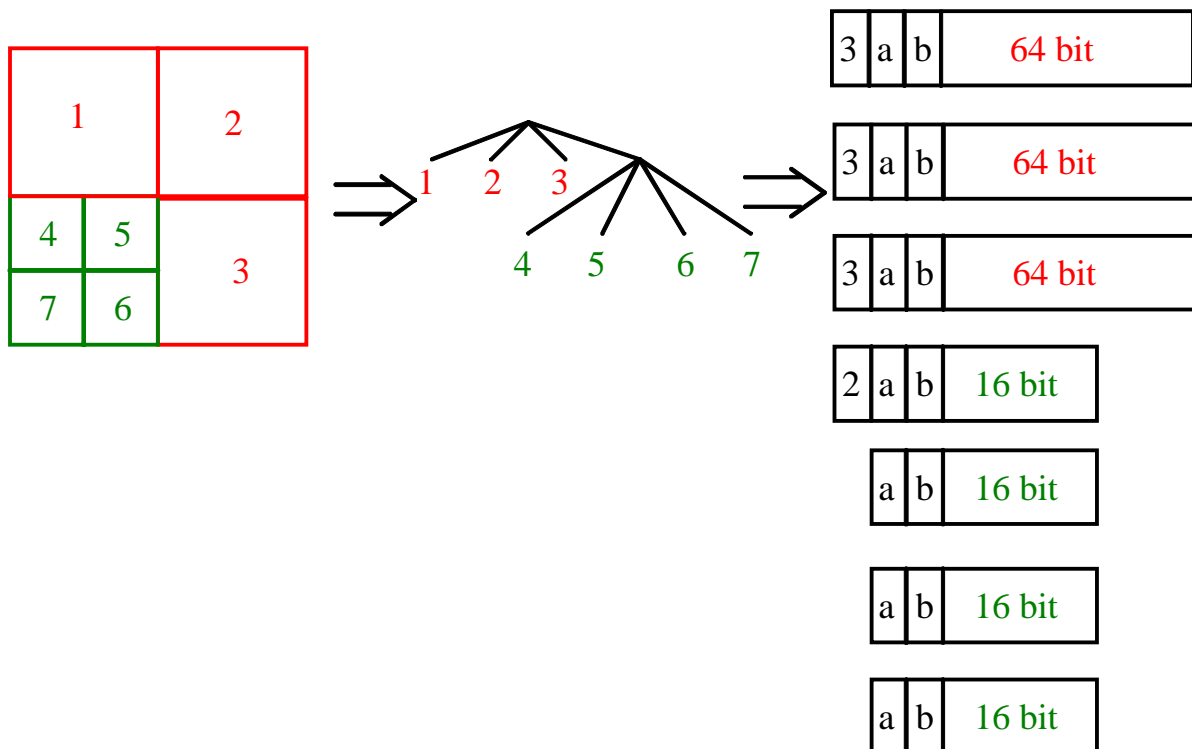 1 2
4 5
3
7 6
1 2 3
4 5 6 7
3 a b 64 bit
3 a b 64 bit
3 a b 64 bit
2 a b 16 bit
a b 16 bit
a b 16 bit
a b 16 bit